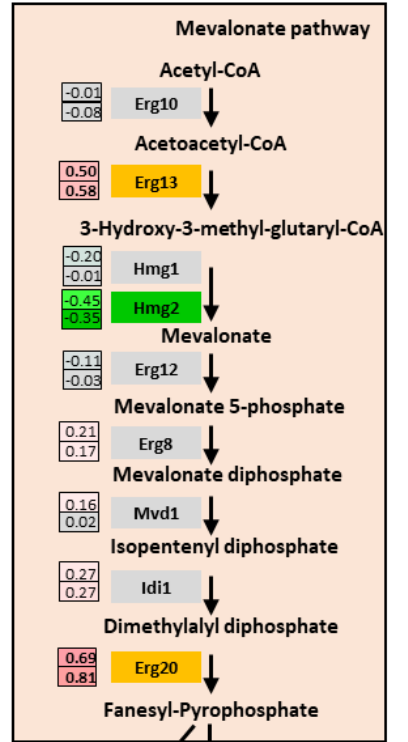 Mevalonate pathway
Acetyl-CoA
-0.01
-0.08
Erg10
Acetoacetyl-CoA
0.50
0.58
Erg13
3-Hydroxy-3-methyl-glutaryl-CoA
-0.20
-0.01
Hmg1
-0.45
-0.35
Hmg2
Mevalonate
-0.11
-0.03
Erg12
Mevalonate 5-phosphate
0.21
0.17
Erg8
Mevalonate diphosphate
0.16
0.02
Mvd1
Isopentenyl diphosphate
0.27
0.27
Idi1
Dimethylalyl diphosphate
0.69
0.81
Erg20
Fanesyl-Pyrophosphate